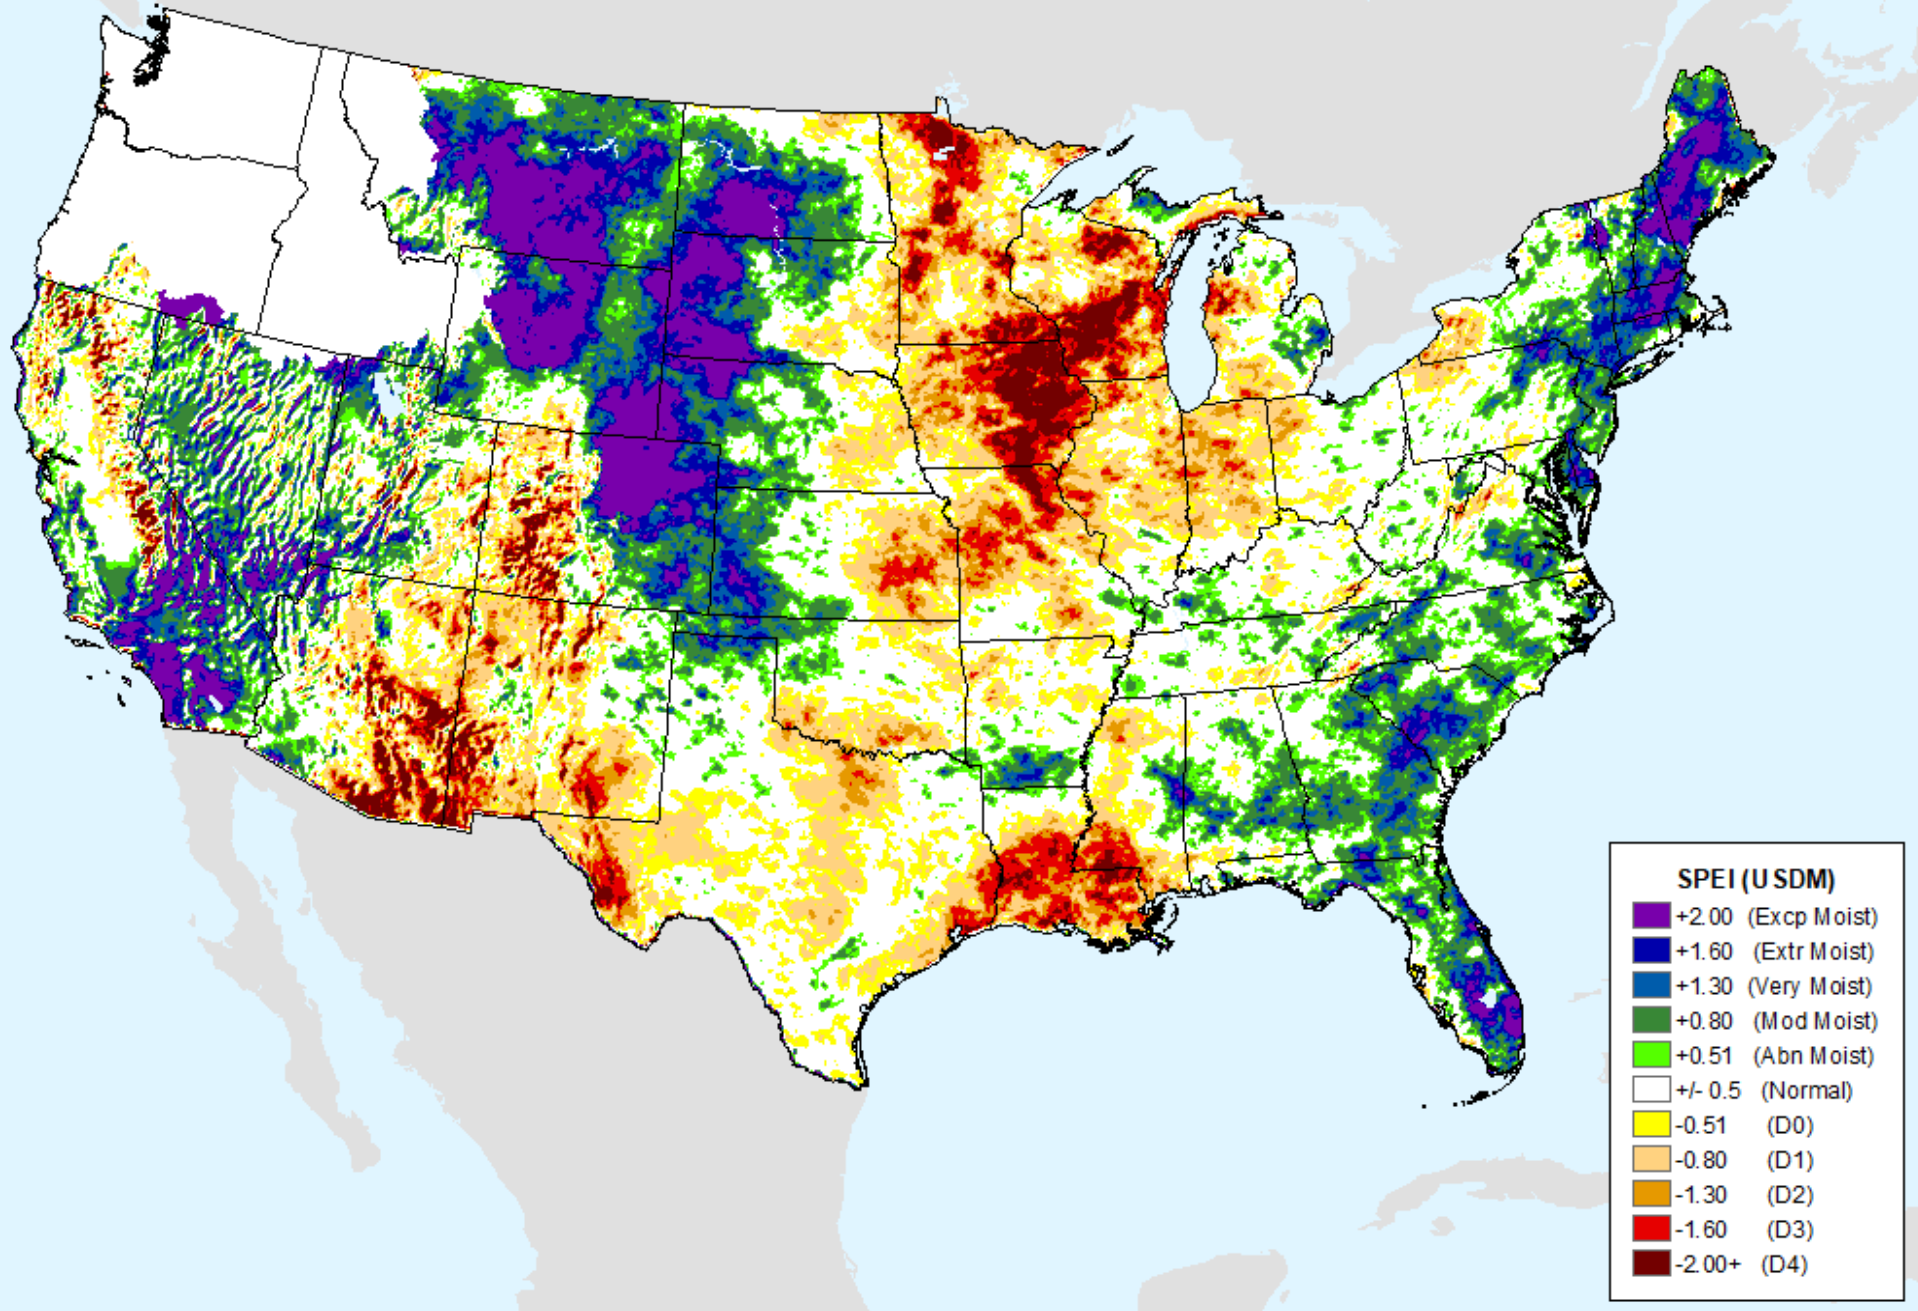 SPEI (USDM)
+2.00 (Excp Moist)
+1.60 (Extr Moist)
+1.30 (Very Moist)
+0.80 (Mod Moist)
+0.51 (Abn Moist)
+/- 0.5 (Normal)
-0.51 (D0)
-0.80 (D1)
-1.30 (D2)
-1.60 (D3)
-2.00+ (D4)